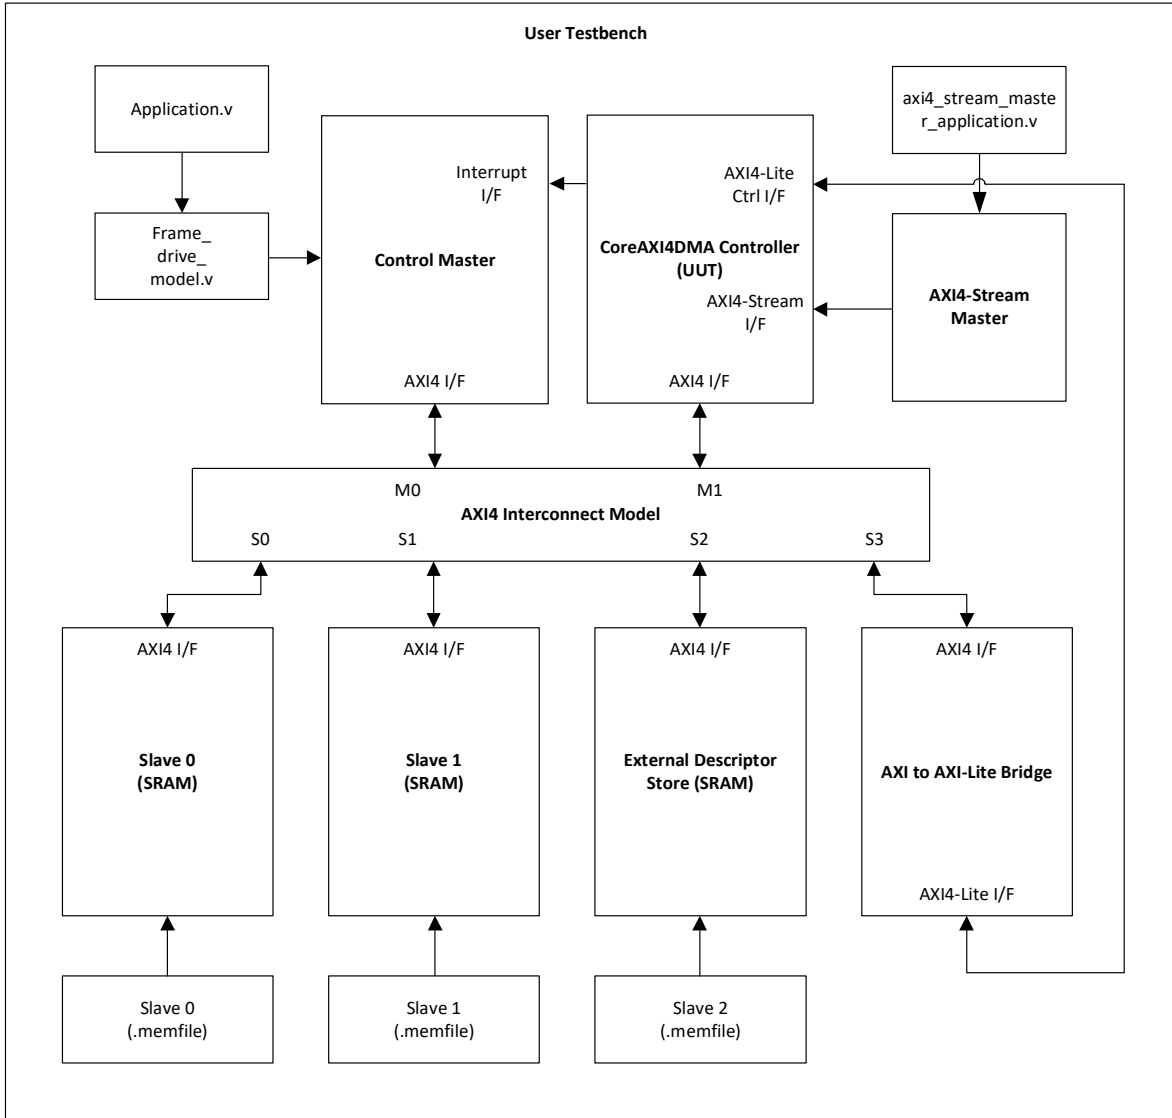 User Testbench
Application.v
axi4_stream_maste
r_application.v
Interrupt
I/F
AXI4-Lite
Ctrl I/F
Frame_
drive_
model.v
Control Master
CoreAXI4DMA Controller
(UUT)
AXI4-Stream
I/F
AXI4-Stream
Master
AXI4 I/F
AXI4 I/F
M0
M1
AXI4 Interconnect Model
S0
S1
S2
S3
AXI4 I/F
AXI4 I/F
AXI4 I/F
AXI4 I/F
Slave 0
(SRAM)
Slave 1
(SRAM)
External Descriptor
Store (SRAM)
AXI to AXI-Lite Bridge
AXI4-Lite I/F
Slave 0
(.memfile)
Slave 1
(.memfile)
Slave 2
(.memfile)